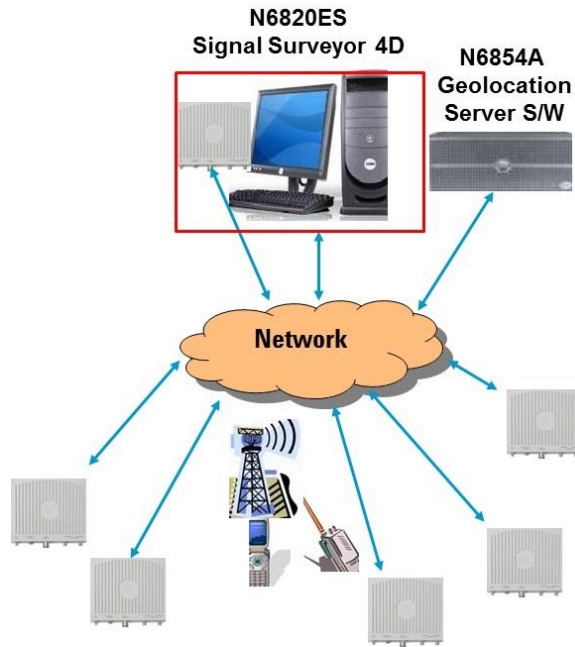 N6820ES
Signal Surveyor 4D
N6854A
Geolocation
Server S/W
Network